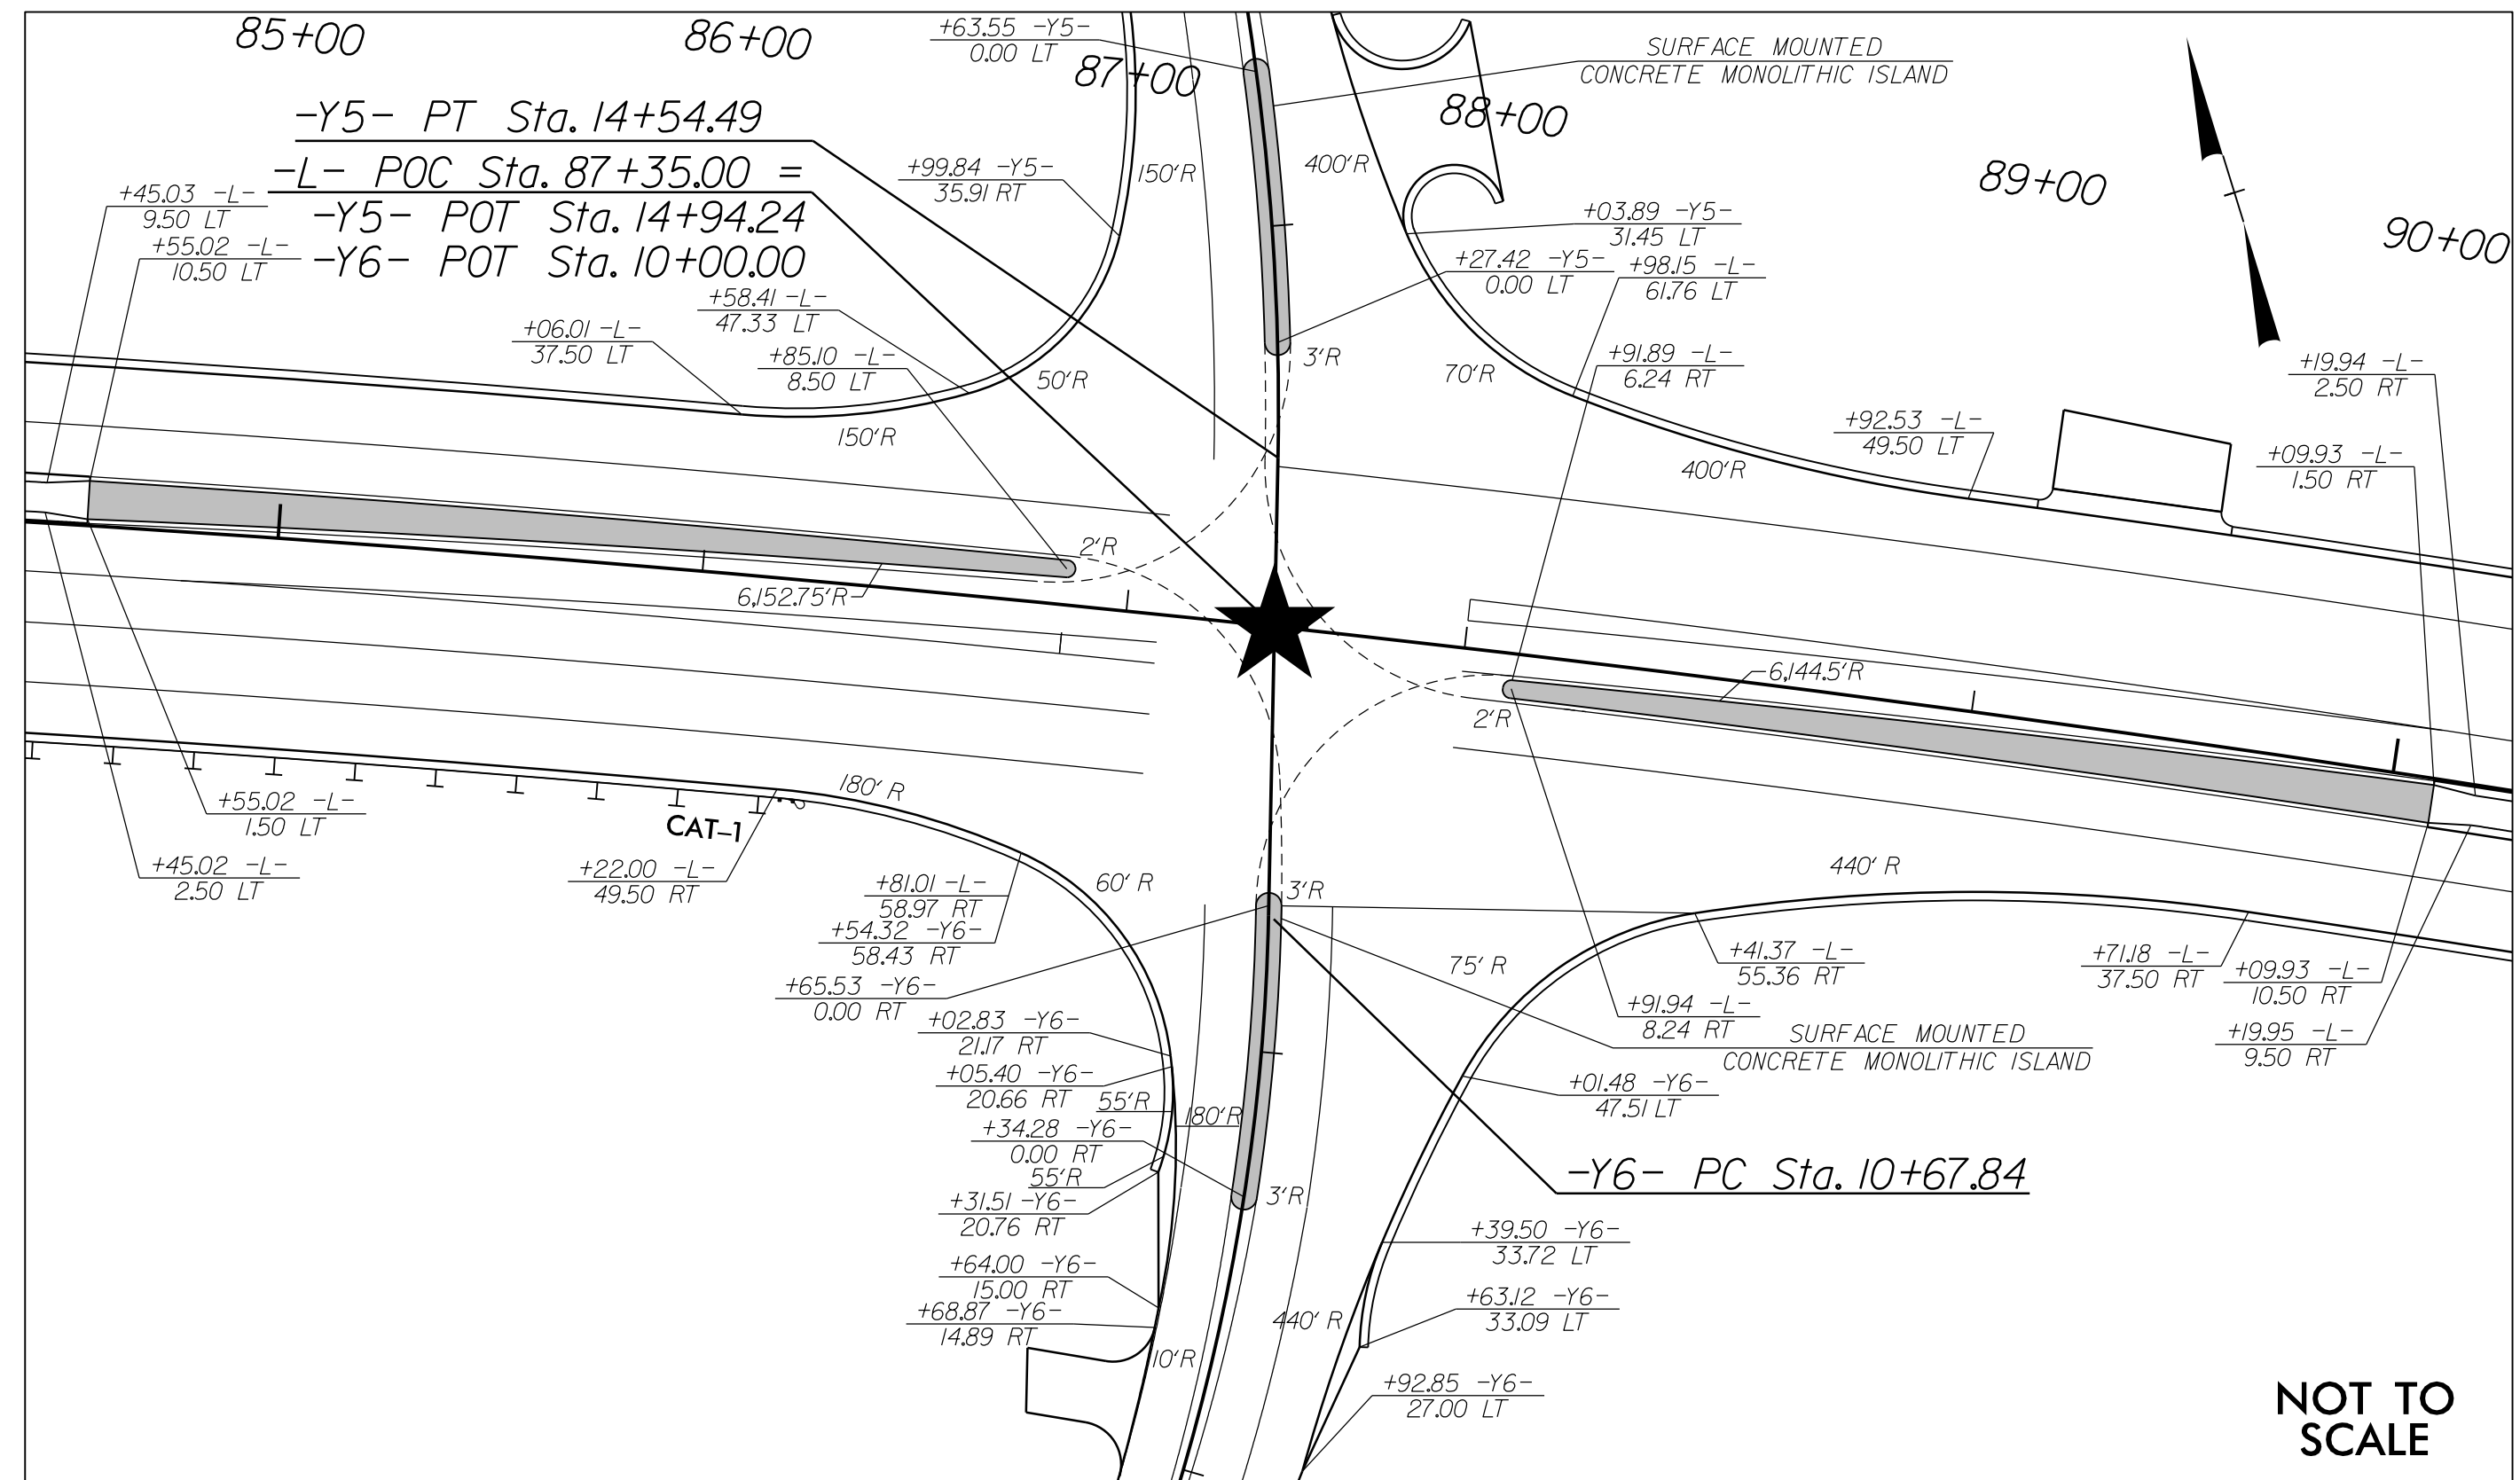 85+00
86+00
87+00
88+00
89+00
90+00
+63.55 -Y5-
0.00 LT
SURFACE MOUNTED
CONCRETE MONOLITHIC ISLAND
-Y5- PT Sta. 14+54.49
-L- POC Sta. 87+35.00 =
-Y5- POT Sta. 14+94.24
-Y6- POT Sta. 10+00.00
+45.03 -L-
9.50 LT
+55.02 -L-
10.50 LT
+99.84 -Y5-
35.91 RT
150'R
400'R
+03.89 -Y5-
31.45 LT
+27.42 -Y5-
0.00 LT
+98.15 -L-
61.76 LT
+58.41 -L-
47.33 LT
+06.01 -L-
37.50 LT
+85.10 -L-
8.50 LT
50'R
150'R
3'R
70'R
+91.89 -L-
6.24 RT
+19.94 -L-
2.50 RT
+92.53 -L-
49.50 LT
+09.93 -L-
1.50 RT
400'R
2'R
6,152.75'R
6,144.5'R
2'R
180' R
CAT-1
+55.02 -L-
1.50 LT
+45.02 -L-
2.50 LT
+22.00 -L-
49.50 RT
+81.01 -L-
58.97 RT
+54.32 -Y6-
58.43 RT
60' R
3'R
440' R
+65.53 -Y6-
0.00 RT
75' R
+41.37 -L-
55.36 RT
+71.18 -L-
37.50 RT
+09.93 -L-
10.50 RT
+91.94 -L-
8.24 RT
+19.95 -L-
9.50 RT
SURFACE MOUNTED
CONCRETE MONOLITHIC ISLAND
+02.83 -Y6-
21.17 RT
+05.40 -Y6-
20.66 RT
55'R
180'R
+01.48 -Y6-
47.51 LT
+34.28 -Y6-
0.00 RT
55'R
-Y6- PC Sta. 10+67.84
+31.51 -Y6-
20.76 RT
3'R
+39.50 -Y6-
33.72 LT
+64.00 -Y6-
15.00 RT
+68.87 -Y6-
14.89 RT
+63.12 -Y6-
33.09 LT
440' R
10'R
+92.85 -Y6-
27.00 LT
NOT TO
SCALE